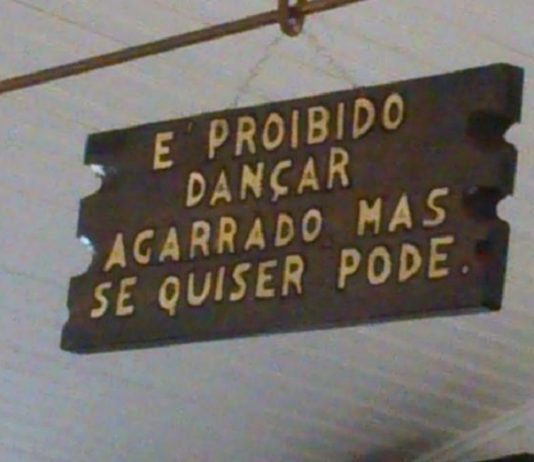 E' PROIBIDO
DANÇAR
AGARRADO MAS
SE QUISER PODE.